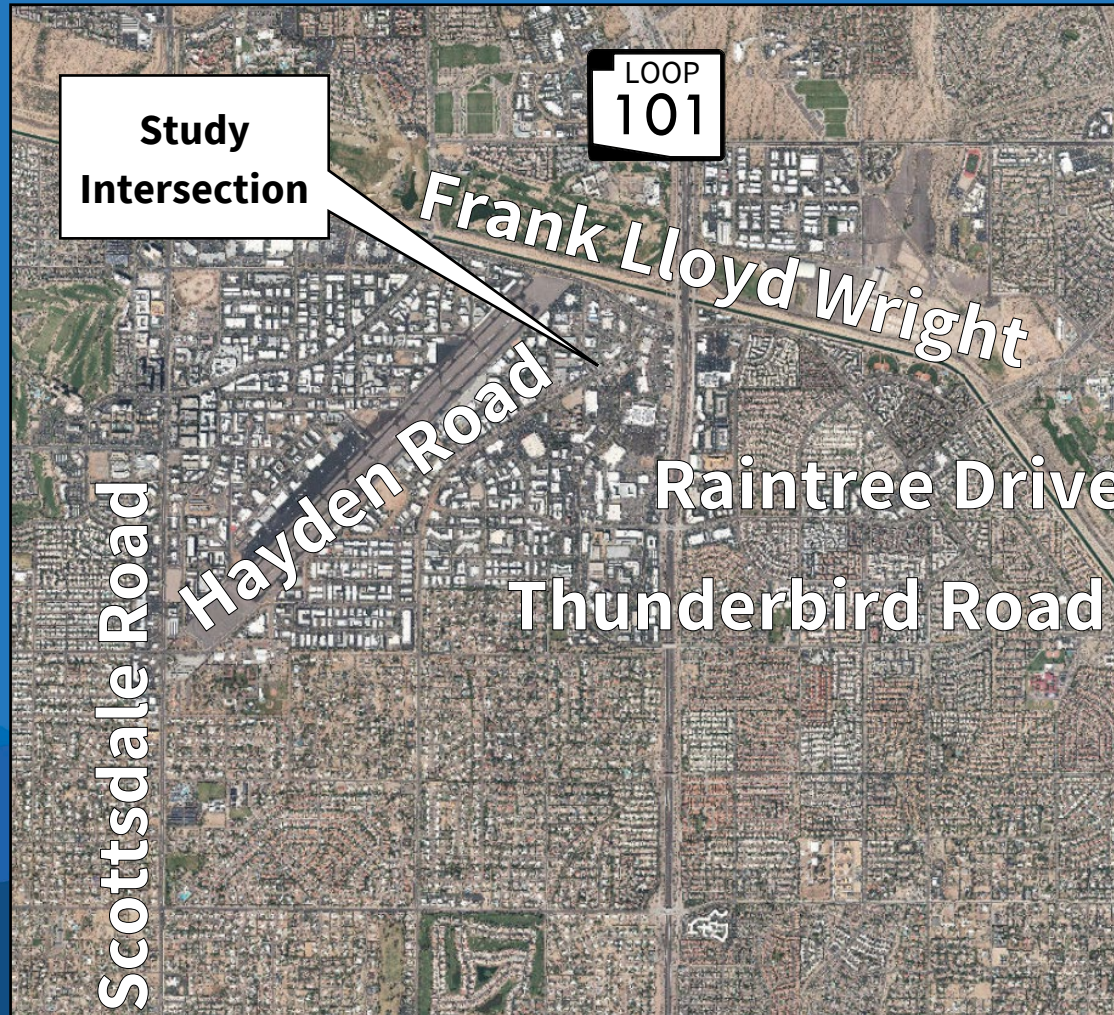 LOOP
101
Study
Intersection
Frank Lloyd Wright
Hayden Road
Raintree Drive
Thunderbird Road
Scottsdale Road